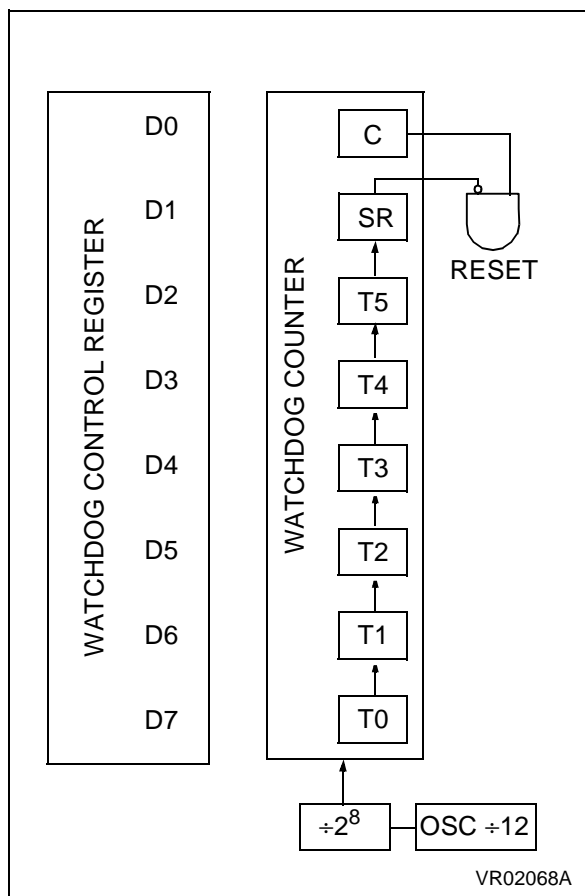 WATCHDOG CONTROL REGISTER
D0
D1
D2
D3
D4
D5
D6
D7
WATCHDOG COUNTER
C
SR
T5
T4
T3
T2
T1
T0
RESET
÷2⁸
OSC ÷12
VR02068A